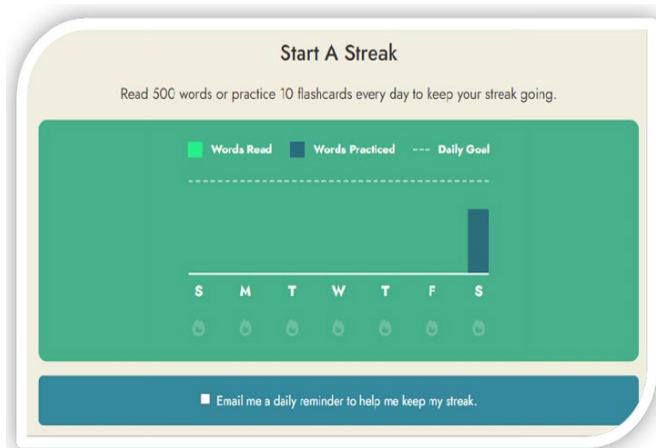 Start A Streak
Read 500 words or practice 10 flashcards every day to keep your streak going.
Words Read Words Practiced --- Daily Goal
S M T W T F S
Email me a daily reminder to help me keep my streak.